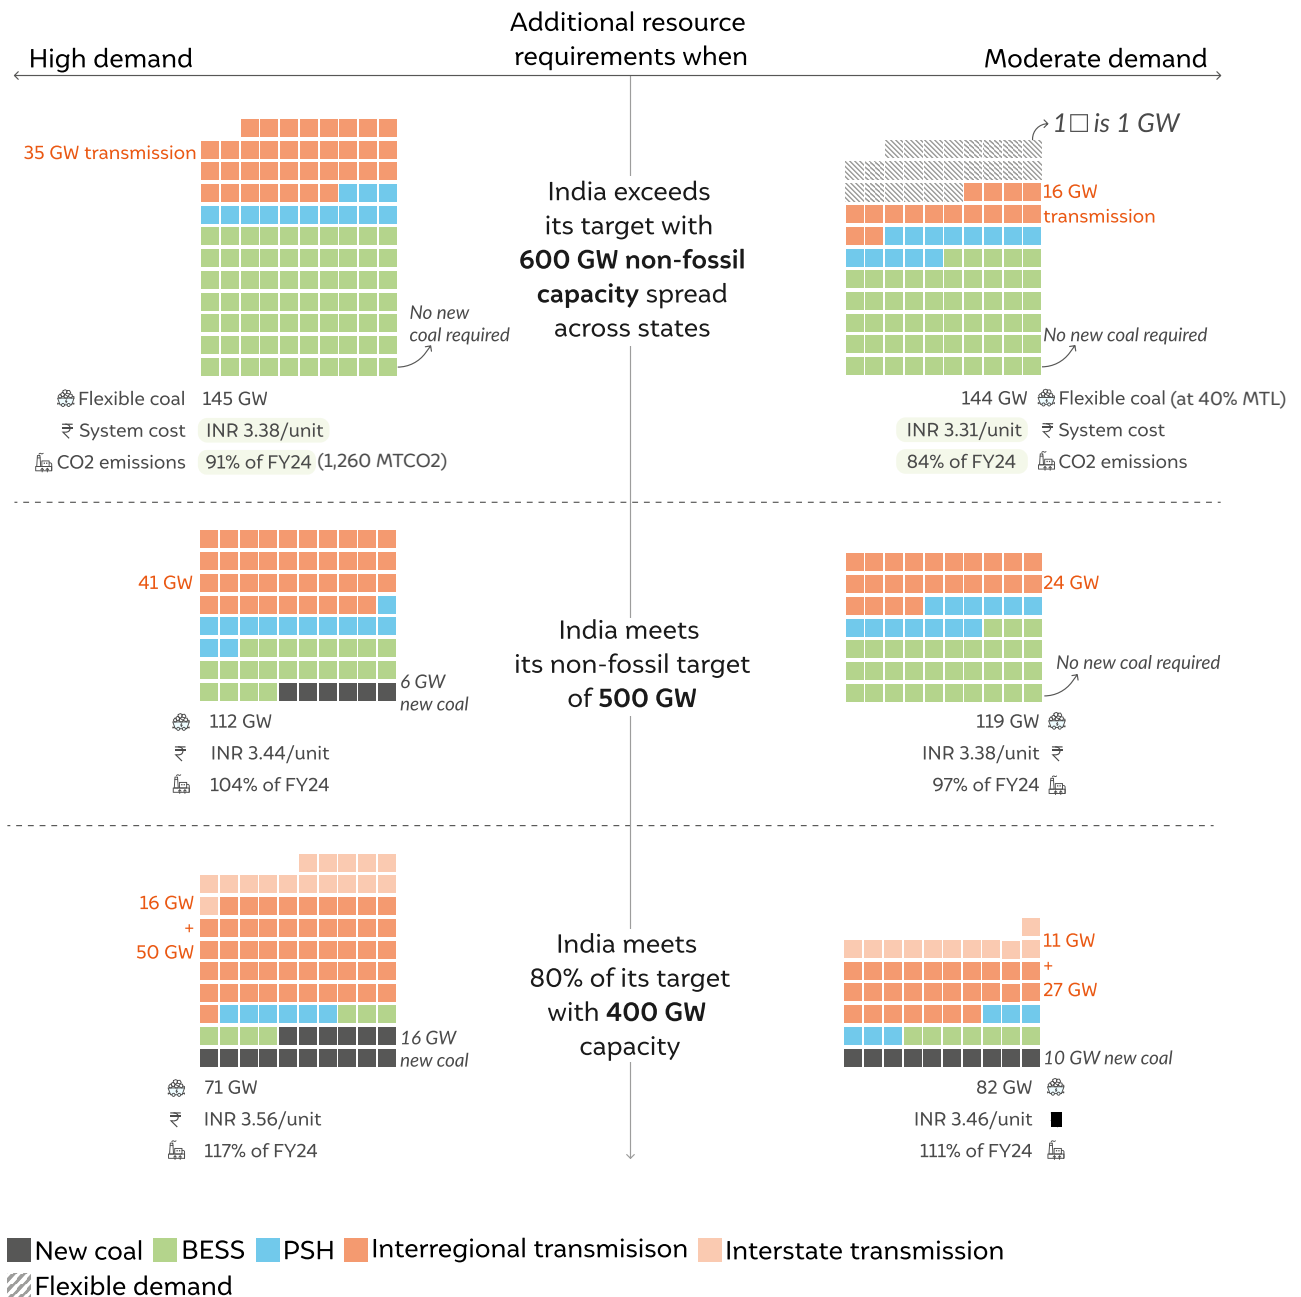 Additional resource
requirements when
High demand
Moderate demand
1 is 1 GW
35 GW transmission
No new
coal required
India exceeds
its target with
600 GW non-fossil
capacity spread
across states
16 GW
transmission
No new coal required
Flexible coal 145 GW
₹ System cost INR 3.38/unit
CO2 emissions 91% of FY24 (1,260 MTCO2)
144 GW Flexible coal (at 40% MTL)
INR 3.31/unit ₹ System cost
84% of FY24 CO2 emissions
41 GW
6 GW
new coal
112 GW
₹ INR 3.44/unit
104% of FY24
India meets
its non-fossil target
of 500 GW
24 GW
No new coal required
119 GW
INR 3.38/unit ₹
97% of FY24
16 GW
+
50 GW
16 GW
new coal
71 GW
₹ INR 3.56/unit
117% of FY24
India meets
80% of its target
with 400 GW
capacity
11 GW
+
27 GW
10 GW new coal
82 GW
INR 3.46/unit
111% of FY24
New coal BESS PSH Interregional transmisison Interstate transmission
Flexible demand